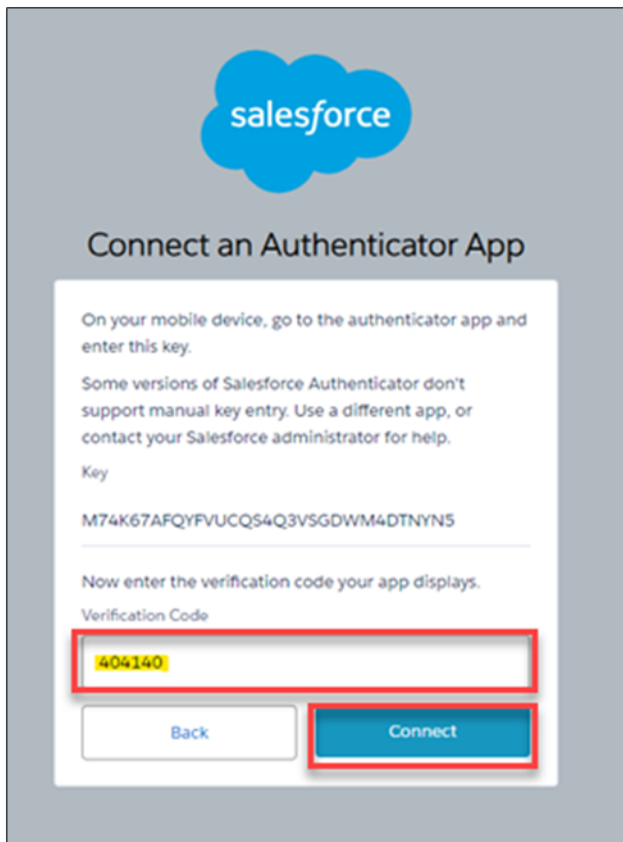 salesforce
Connect an Authenticator App
On your mobile device, go to the authenticator app and
enter this key.
Some versions of Salesforce Authenticator don't
support manual key entry. Use a different app, or
contact your Salesforce administrator for help.
Key
M74K67AFQYFVUCQS4Q3VSGDWM4DTNYN5
Now enter the verification code your app displays.
Verification Code
404140
Back
Connect